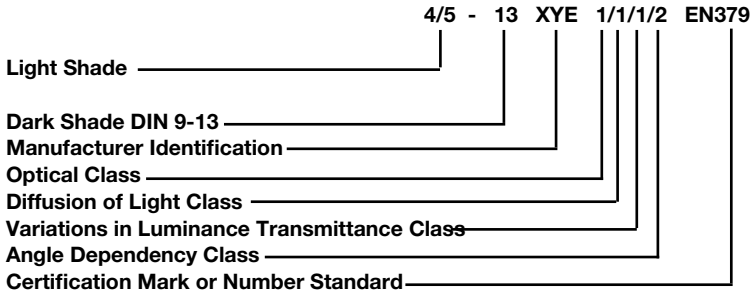 4/5 - 13 XYE 1/1/1/2 EN379
Light Shade
Dark Shade DIN 9-13
Manufacturer Identification
Optical Class
Diffusion of Light Class
Variations in Luminance Transmittance Class
Angle Dependency Class
Certification Mark or Number Standard